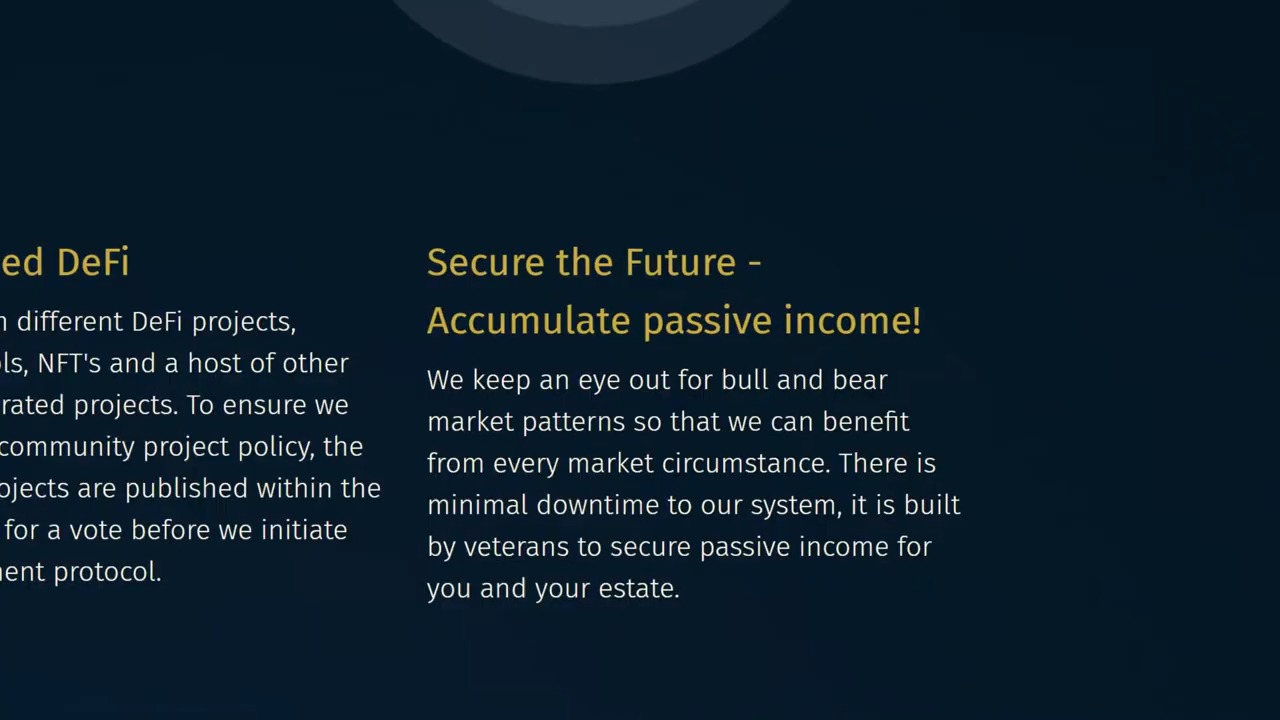 ed DeFi
different DeFi projects,
NFT's and a host of other
rated projects. To ensure we
community project policy, the
ojects are published within the
for a vote before we initiate
ent protocol.
Secure the Future -
Accumulate passive income!
We keep an eye out for bull and bear
market patterns so that we can benefit
from every market circumstance. There is
minimal downtime to our system, it is built
by veterans to secure passive income for
you and your estate.